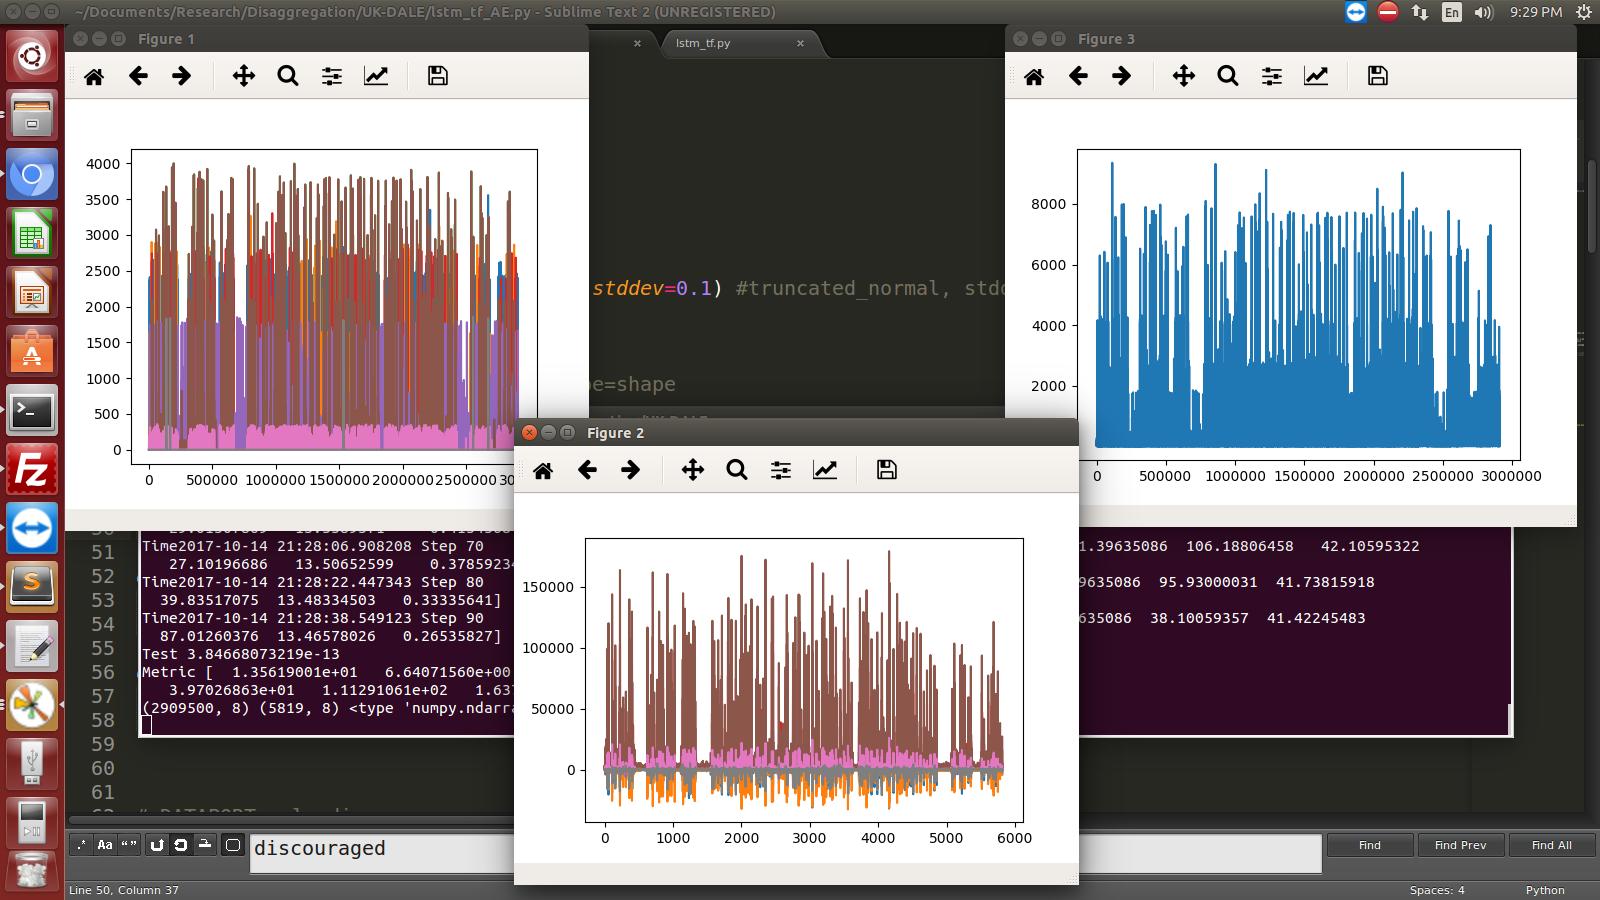 ~/Documents/Research/Disaggregation/UK-DALE/lstm_tf_AE.py - Sublime Text 2 (UNREGISTERED)
En
9:29 PM
Figure 1
lstm_tf.py
Figure 3
4000
3500
3000
2500
2000
1500
1000
500
0
0 500000 1000000 1500000 2000000 2500000 30
8000
6000
4000
2000
0 500000 1000000 1500000 2000000 2500000 3000000
stddev=0.1) #truncated_normal, stdd
e=shape
Figure 2
150000
100000
50000
0
0 1000 2000 3000 4000 5000 6000
51
52
53
54
55
56
57
58
59
60
61
Time2017-10-14 21:28:06.908208 Step 70
27.10196686 13.50652599 0.3785923
Time2017-10-14 21:28:22.447343 Step 80
39.83517075 13.48334503 0.33335641]
Time2017-10-14 21:28:38.549123 Step 90
87.01260376 13.46578026 0.26535827]
Test 3.84668073219e-13
Metric [ 1.35619001e+01 6.64071560e+00
3.97026863e+01 1.11291061e+02 1.63
(2909500, 8) (5819, 8) <type 'numpy.ndarr
1.39635086 106.18806458 42.10595322
9635086 95.93000031 41.73815918
635086 38.10059357 41.42245483
.* Aa “”
discouraged
Find
Find Prev
Find All
Line 50, Column 37
Spaces: 4
Python